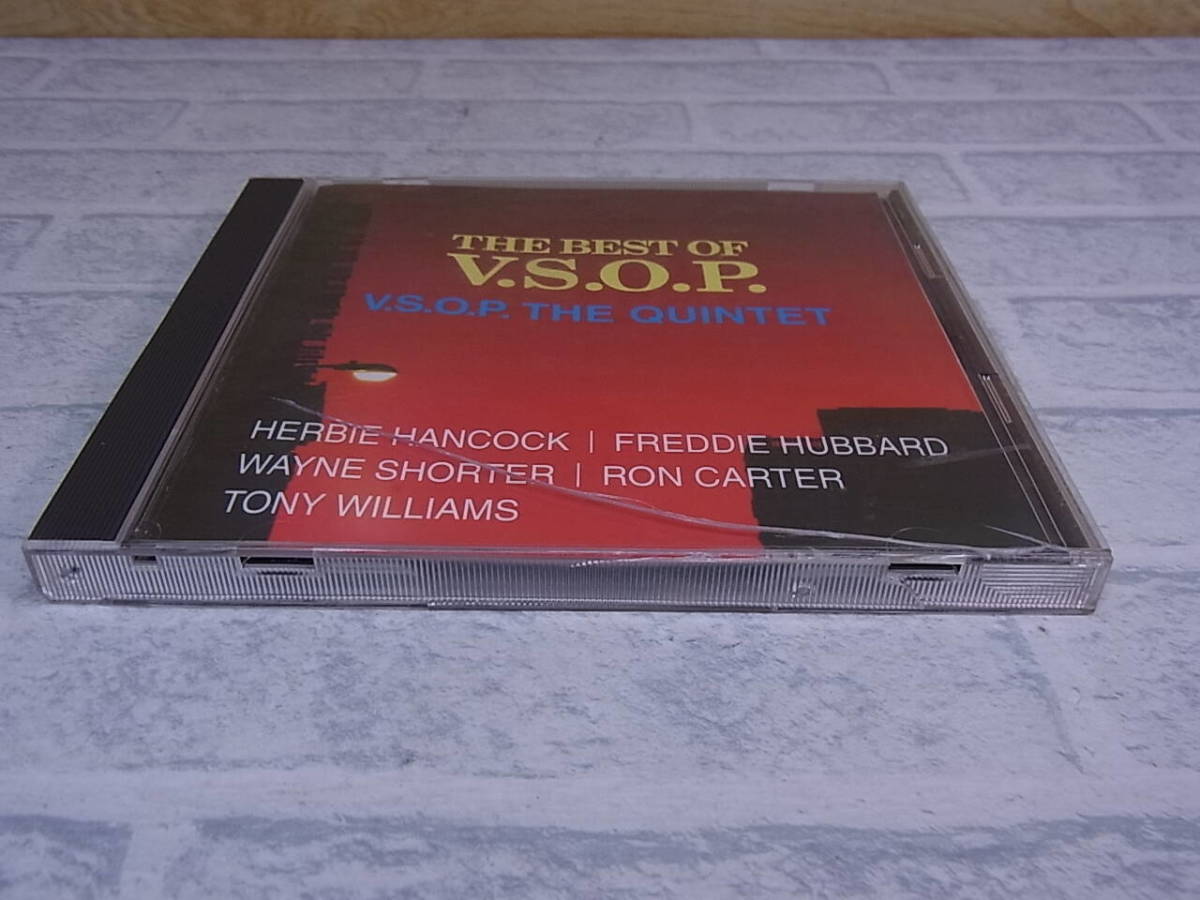 THE BEST OF
V.S.O.P.
V.S.O.P. THE QUINTET
HERBIE HANCOCK | FREDDIE HUBBARD
WAYNE SHORTER | RON CARTER
TONY WILLIAMS